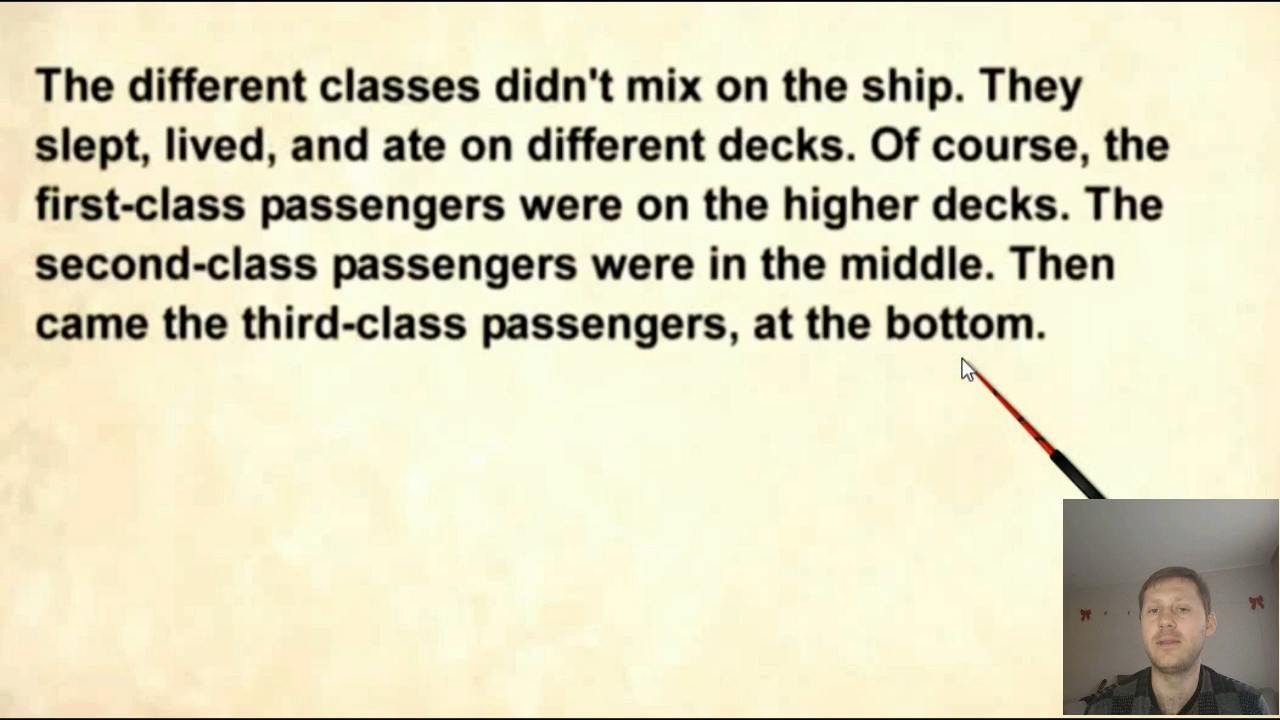 The different classes didn't mix on the ship. They
slept, lived, and ate on different decks. Of course, the
first-class passengers were on the higher decks. The
second-class passengers were in the middle. Then
came the third-class passengers, at the bottom.